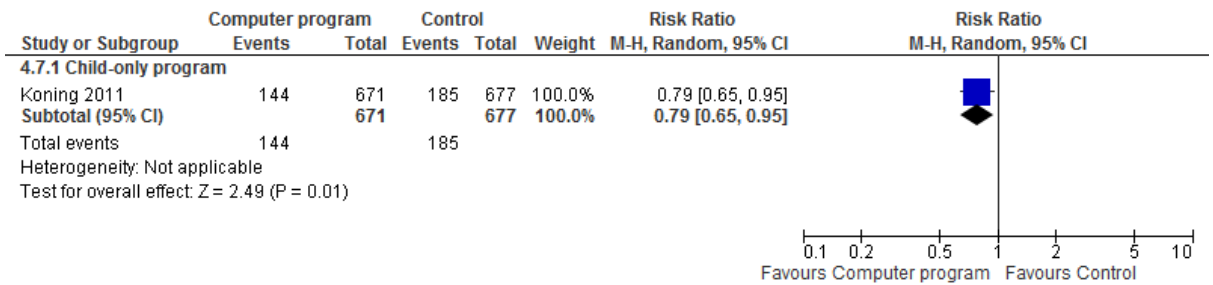 Computer program Control Risk Ratio Risk Ratio
Study or Subgroup Events Total Events Total Weight M-H, Random, 95% CI M-H, Random, 95% CI
4.7.1 Child-only program
Koning 2011 144 671 185 677 100.0% 0.79 [0.65, 0.95]
Subtotal (95% CI) 671 677 100.0% 0.79 [0.65, 0.95]
Total events 144 185
Heterogeneity: Not applicable
Test for overall effect: Z = 2.49 (P = 0.01)
0.1 0.2 0.5 1 2 5 10
Favours Computer program Favours Control